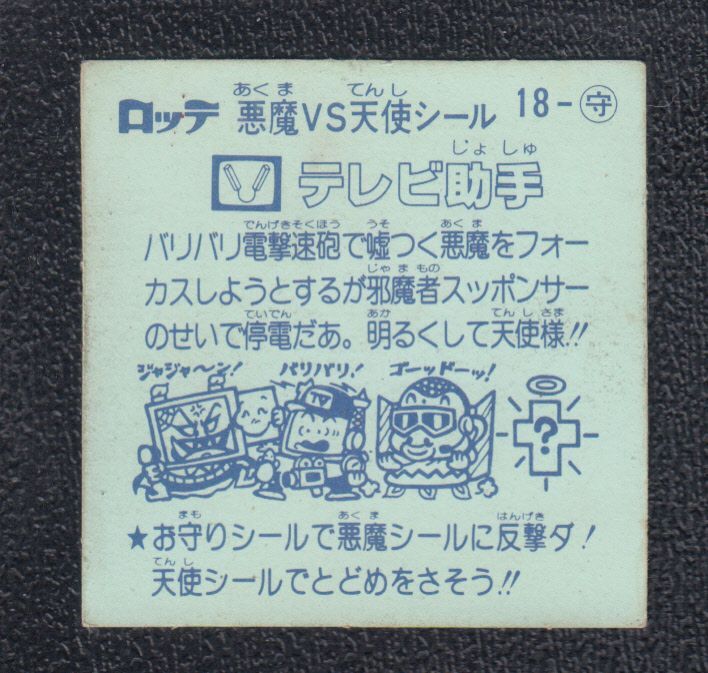 ロッテ 悪魔VS天使シール 18-守
テレビ助手
バリバリ電撃速砲で嘘つく悪魔をフォー
カスしようとするが邪魔者スッポンサー
のせいで停電だあ。明るくして天使様!!
ジャジャ〜ン! バリバリ! ゴーッドーッ!
TV ?
★お守りシールで悪魔シールに反撃ダ!
天使シールでとどめをさそう!!